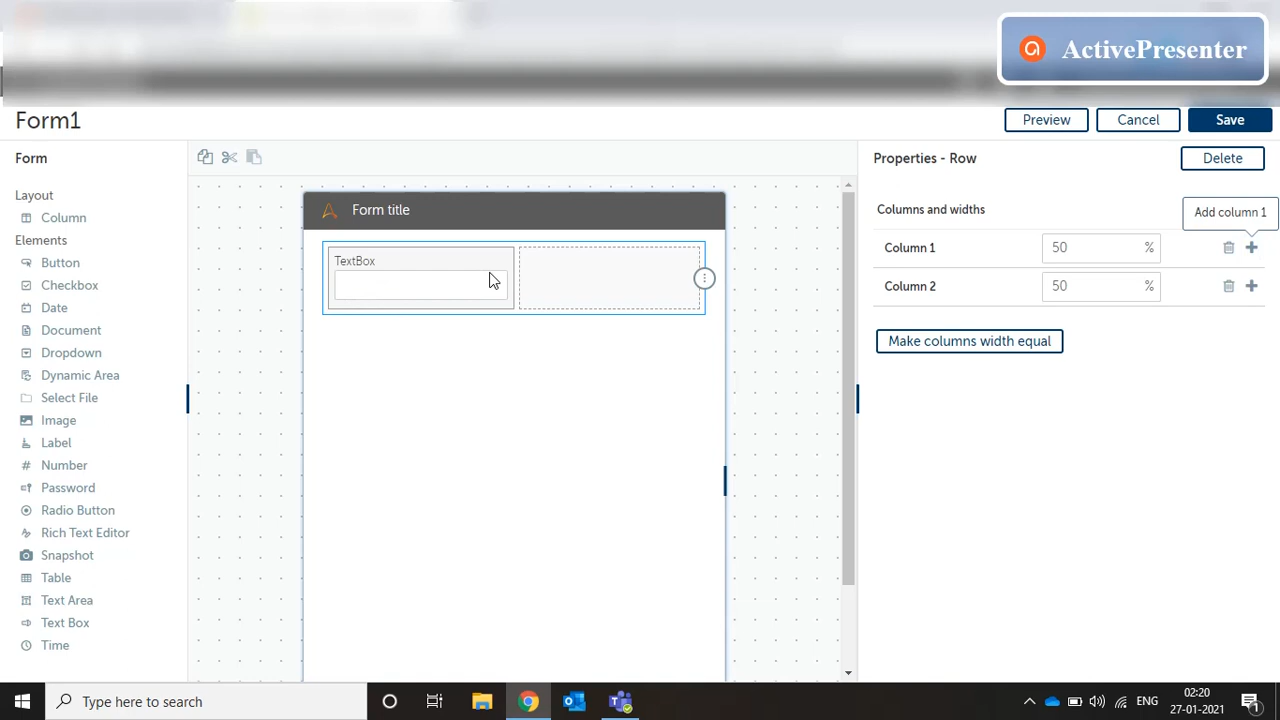 ActivePresenter
Form1
Preview
Cancel
Save
Form
Properties - Row
Delete
Layout
Column
Elements
Button
Checkbox
Date
Document
Dropdown
Dynamic Area
Select File
Image
Label
Number
Password
Radio Button
Rich Text Editor
Snapshot
Table
Text Area
Text Box
Time
Form title
TextBox
Columns and widths
Add column 1
Column 1
50 %
Column 2
50 %
Make columns width equal
Type here to search
ENG
02:20
27-01-2021
1